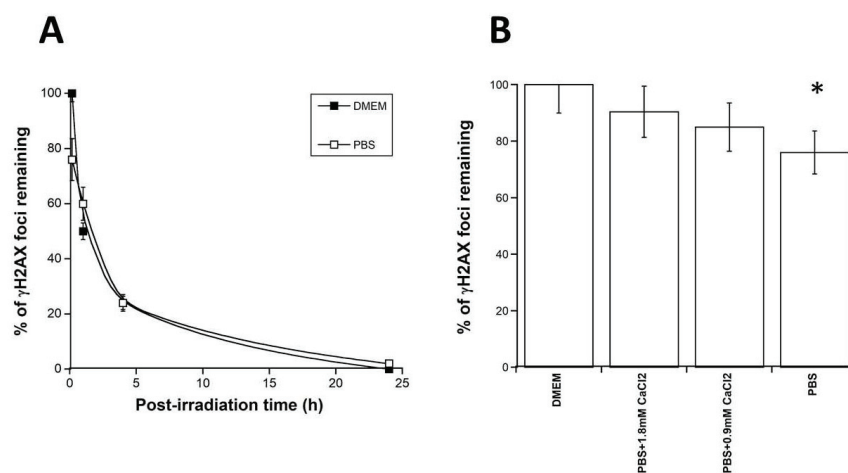 A
% of γH2AX foci remaining
100
80
60
40
20
0
0
5
10
15
20
25
Post-irradiation time (h)
DMEM
PBS
B
% of γH2AX foci remaining
100
80
60
40
20
0
*
DMEM
PBS+1.8mM CaCl2
PBS+0.9mM CaCl2
PBS